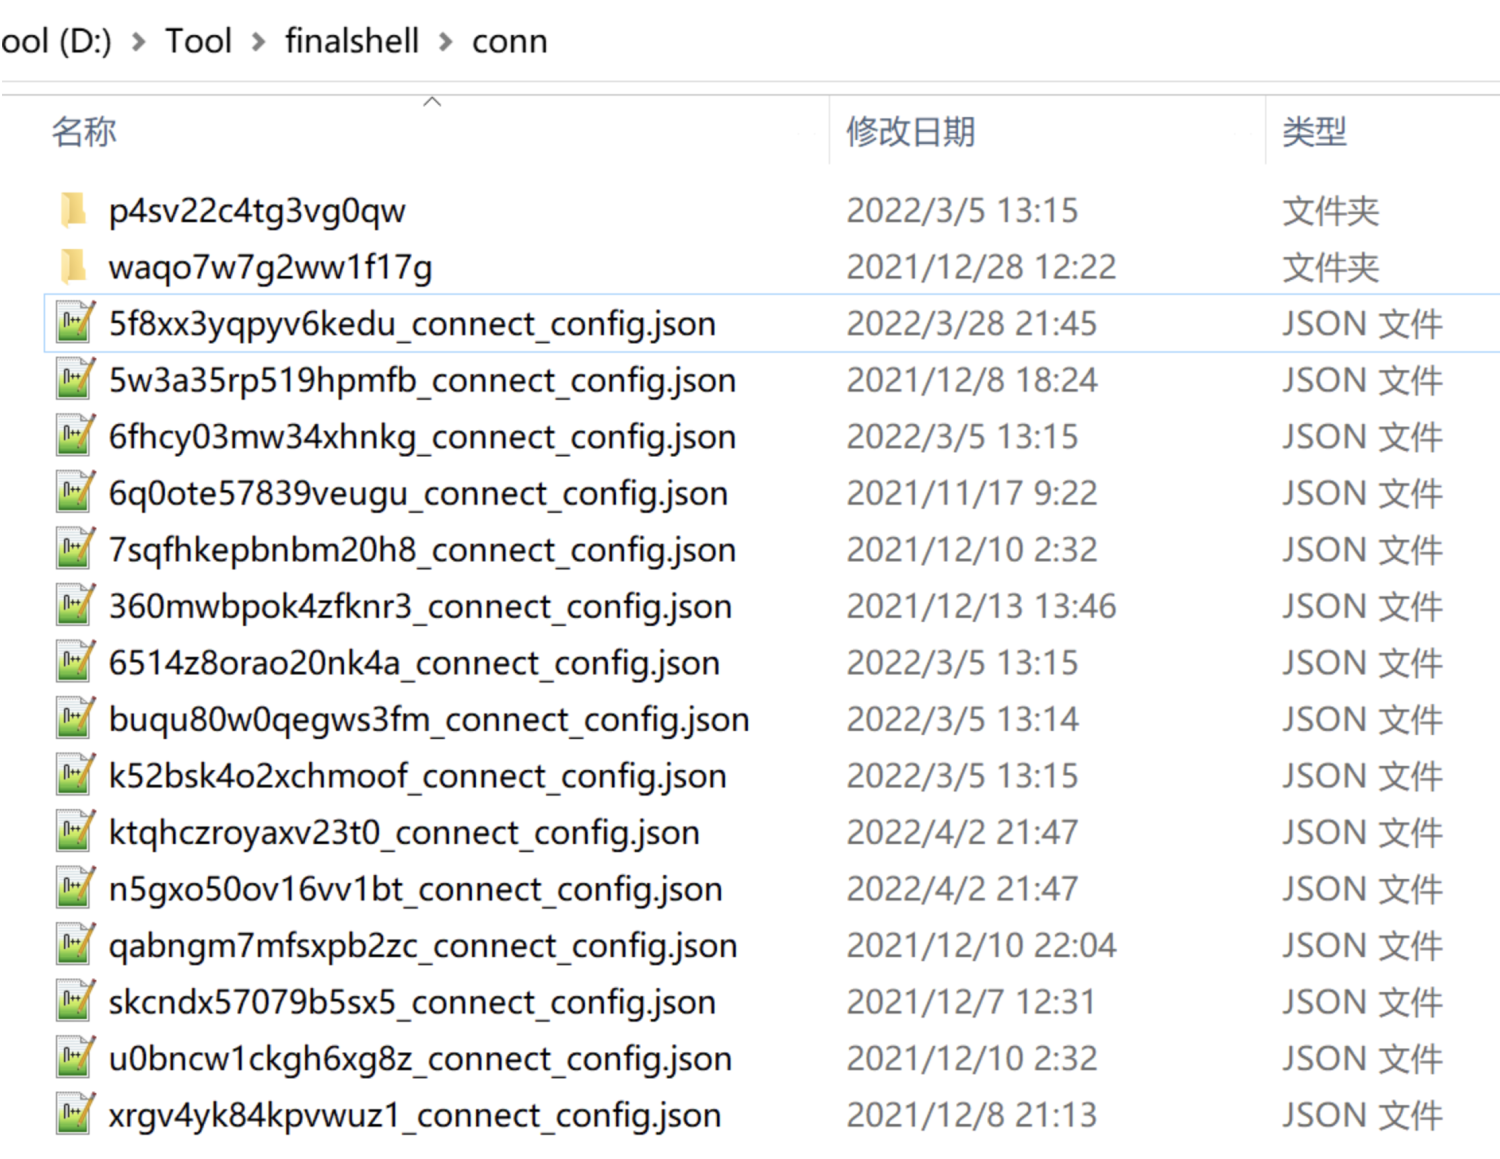 ool (D:) > Tool > finalshell > conn
名称 修改日期 类型
p4sv22c4tg3vg0qw 2022/3/5 13:15 文件夹
waqo7w7g2ww1f17g 2021/12/28 12:22 文件夹
5f8xx3yqpyv6kedu_connect_config.json 2022/3/28 21:45 JSON 文件
5w3a35rp519hpmfb_connect_config.json 2021/12/8 18:24 JSON 文件
6fhcy03mw34xhnkg_connect_config.json 2022/3/5 13:15 JSON 文件
6q0ote57839veugu_connect_config.json 2021/11/17 9:22 JSON 文件
7sqfhkepbnbm20h8_connect_config.json 2021/12/10 2:32 JSON 文件
360mwbpok4zfknr3_connect_config.json 2021/12/13 13:46 JSON 文件
6514z8orao20nk4a_connect_config.json 2022/3/5 13:15 JSON 文件
buqu80w0qegws3fm_connect_config.json 2022/3/5 13:14 JSON 文件
k52bsk4o2xchmoof_connect_config.json 2022/3/5 13:15 JSON 文件
ktqhczroyaxv23t0_connect_config.json 2022/4/2 21:47 JSON 文件
n5gxo50ov16vv1bt_connect_config.json 2022/4/2 21:47 JSON 文件
qabngm7mfsxpb2zc_connect_config.json 2021/12/10 22:04 JSON 文件
skcndx57079b5sx5_connect_config.json 2021/12/7 12:31 JSON 文件
u0bncw1ckgh6xg8z_connect_config.json 2021/12/10 2:32 JSON 文件
xrgv4yk84kpvwuz1_connect_config.json 2021/12/8 21:13 JSON 文件